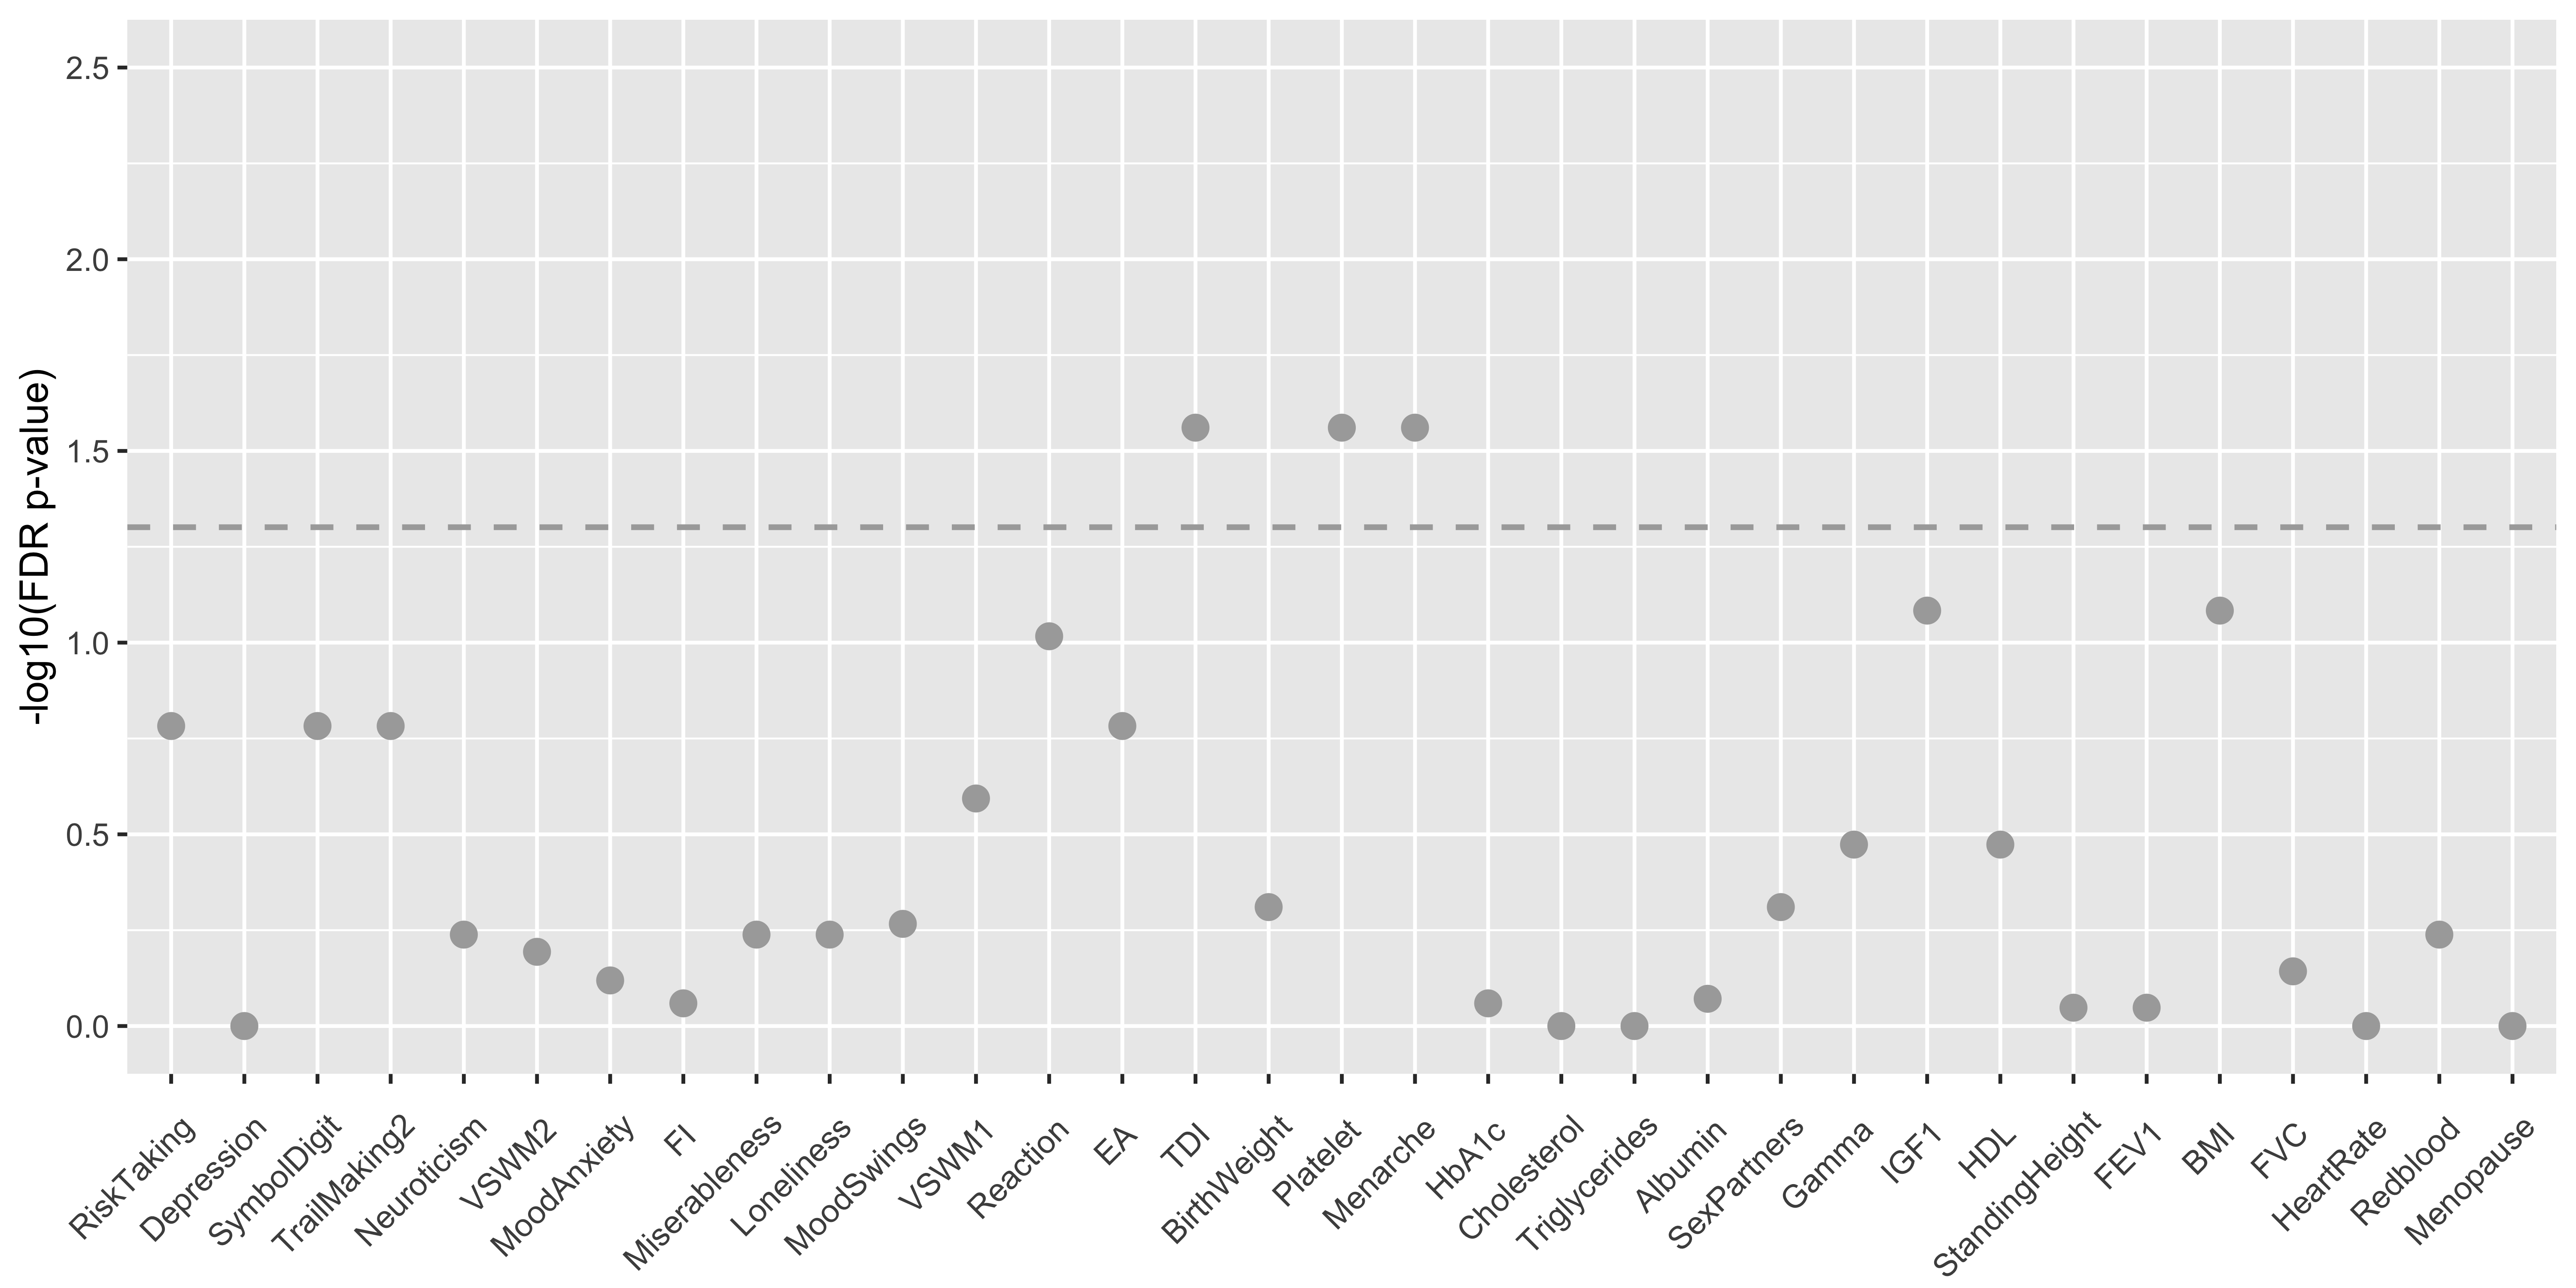 -log10(FDR p-value)
2.5
2.0
1.5
1.0
0.5
0.0
RiskTaking
Depression
SymbolDigit
TrailMaking2
Neuroticism
VSWM2
MoodAnxiety
FI
Miserableness
Loneliness
MoodSwings
VSWM1
Reaction
EA
TDI
BirthWeight
Platelet
Menarche
HbA1c
Cholesterol
Triglycerides
Albumin
SexPartners
Gamma
IGF1
HDL
StandingHeight
FEV1
BMI
FVC
HeartRate
Redblood
Menopause